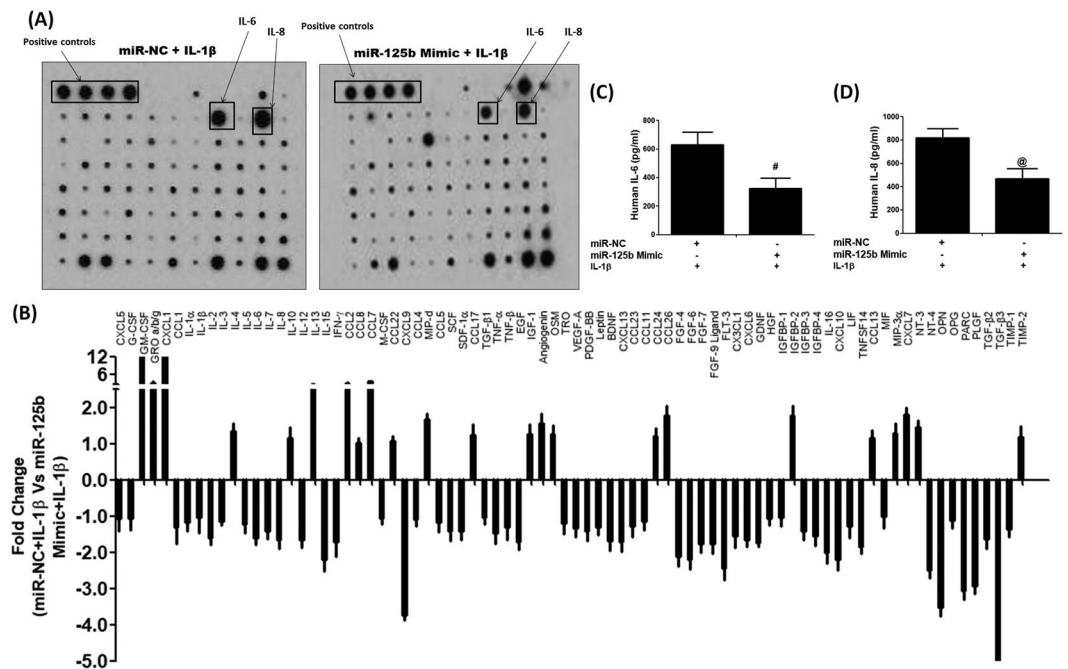 (A)
Positive controls
miR-NC + IL-1β
IL-6
IL-8
Positive controls
miR-125b Mimic + IL-1β
IL-6
IL-8
(C)
Human IL-6 (pg/ml)
800
600
400
200
0
#
miR-NC + -
miR-125b Mimic - +
IL-1β + +
(D)
Human IL-8 (pg/ml)
1000
800
600
400
200
0
@
miR-NC + -
miR-125b Mimic - +
IL-1β + +
(B)
CXCL5
G-CSF
GM-CSF
GRO a/b/g
CXCL1
CCL1
IL-1α
IL-1β
IL-2
IL-3
IL-4
IL-5
IL-6
IL-7
IL-8
IL-10
IL-12
IL-13
IL-15
IFN-γ
CCL2
CCL8
CCL7
M-CSF
CCL22
CXCL9
CCL4
MIP-d
CCL5
SCF
SDF-1α
CCL17
TGF-β1
TNF-α
TNF-β
EGF
IGF-1
Angiogenin
OSM
TRO
VEGF-A
PDGF-BB
Leptin
BDNF
CXCL13
CCL23
CCL11
CCL24
CCL26
FGF-4
FGF-6
FGF-7
FGF-9 Ligand
FLT-3
CX3CL1
CXCL6
GDNF
HGF
IGFBP-1
IGFBP-2
IGFBP-3
IGFBP-4
IL-16
CXCL10
LIF
TNFSF14
CCL13
MIF
MIP-3α
CXCL7
NT-3
NT-4
OPN
OPG
PARC
PLGF
TGF-β2
TGF-β3
TIMP-1
TIMP-2
12
6
2.0
1.0
0.0
-1.0
-2.0
-3.0
-4.0
-5.0
Fold Change
(miR-NC+IL-1β Vs miR-125b
Mimic+IL-1β)